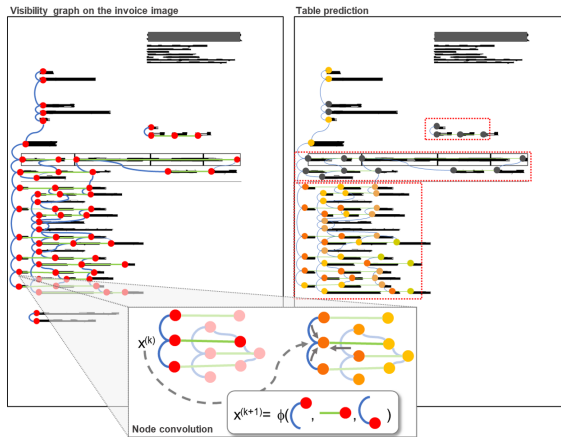 Visibility graph on the invoice image
Table prediction
x(k)
x(k+1)= ϕ( , , )
Node convolution